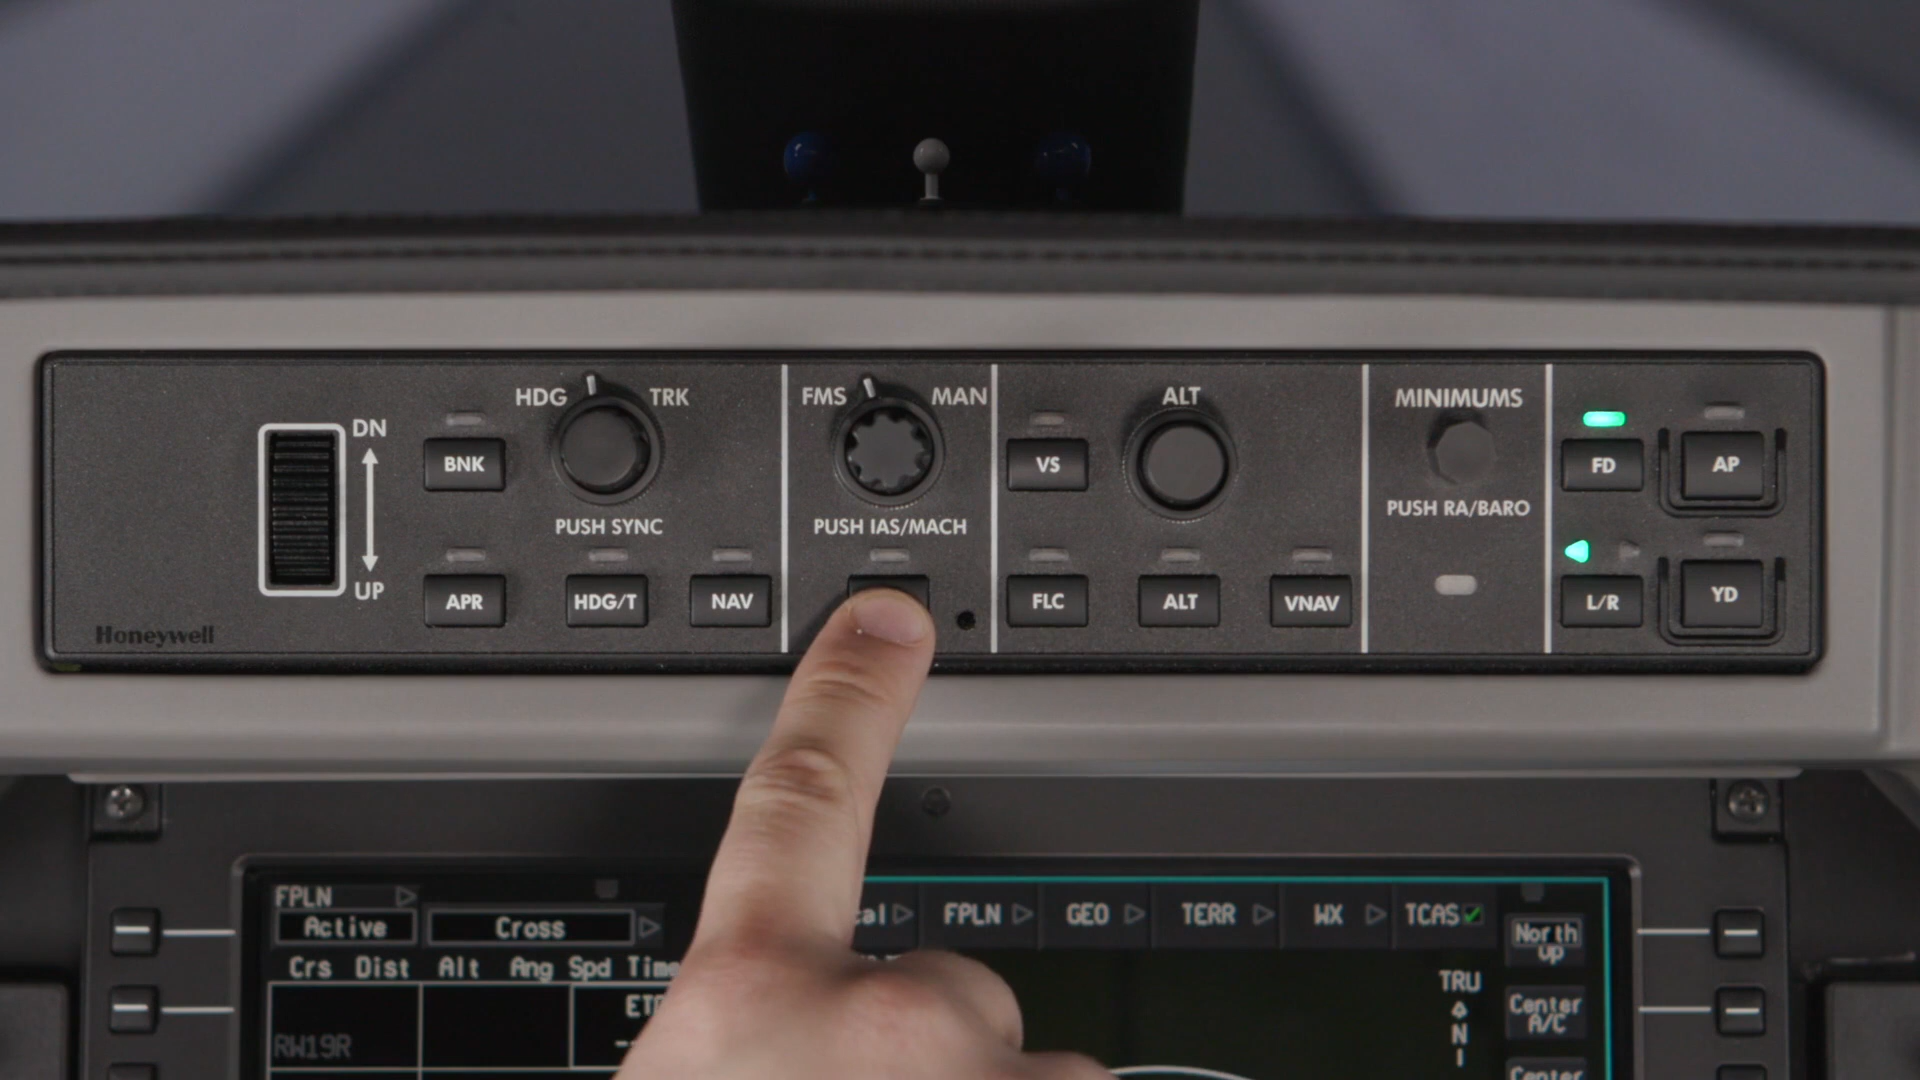 HDG TRK
FMS MAN
ALT
MINIMUMS
DN
BNK
VS
FD
AP
PUSH SYNC
PUSH IAS/MACH
PUSH RA/BARO
UP
APR
HDG/T
NAV
FLC
ALT
VNAV
L/R
YD
Honeywell
FPLN
Active
Cross
FPLN
GEO
TERR
WX
TCAS
North
up
Crs Dist Alt Ang Spd
TRU
N
Center
A/C
RW19R
Center